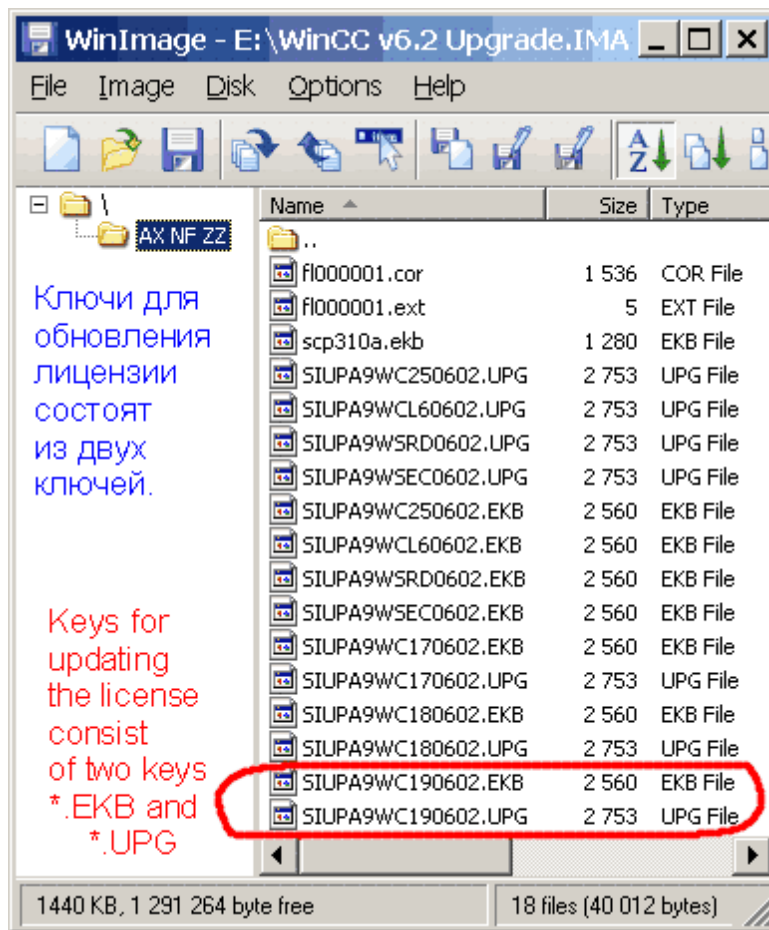 WinImage - E:\WinCC v6.2 Upgrade.IMA
File Image Disk Options Help
\
AX NF ZZ
Ключи для
обновления
лицензии
состоят
из двух
ключей.
Keys for
updating
the license
consist
of two keys
*.EKB and
*.UPG
Name Size Type
..
fl000001.cor 1 536 COR File
fl000001.ext 5 EXT File
scp310a.ekb 1 280 EKB File
SIUPA9WC250602.UPG 2 753 UPG File
SIUPA9WCL60602.UPG 2 753 UPG File
SIUPA9WSRD0602.UPG 2 753 UPG File
SIUPA9WSEC0602.UPG 2 753 UPG File
SIUPA9WC250602.EKB 2 560 EKB File
SIUPA9WCL60602.EKB 2 560 EKB File
SIUPA9WSRD0602.EKB 2 560 EKB File
SIUPA9WSEC0602.EKB 2 560 EKB File
SIUPA9WC170602.EKB 2 560 EKB File
SIUPA9WC170602.UPG 2 753 UPG File
SIUPA9WC180602.EKB 2 560 EKB File
SIUPA9WC180602.UPG 2 753 UPG File
SIUPA9WC190602.EKB 2 560 EKB File
SIUPA9WC190602.UPG 2 753 UPG File
1440 KB, 1 291 264 byte free 18 files (40 012 bytes)